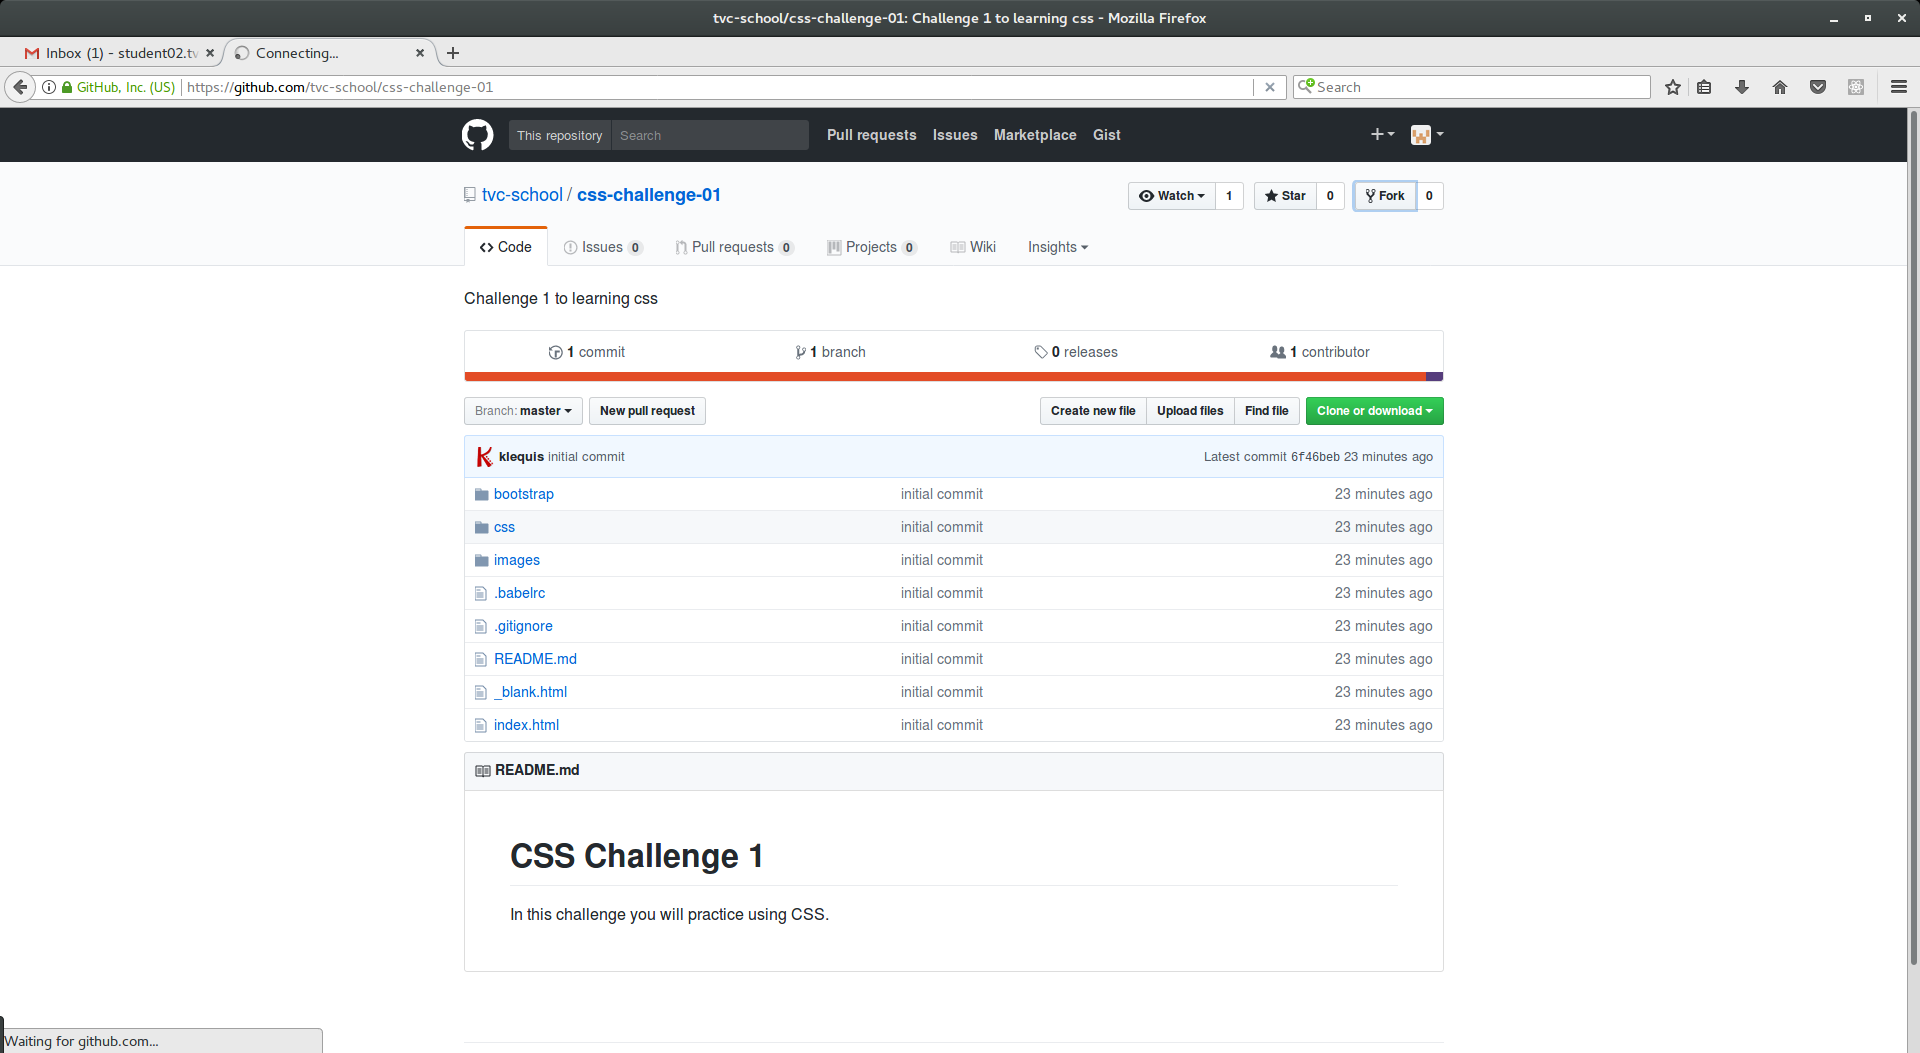 tvc-school/css-challenge-01: Challenge 1 to learning css - Mozilla Firefox
Inbox (1) - student02.tv
Connecting...
GitHub, Inc. (US) https://github.com/tvc-school/css-challenge-01
Search
This repository Search Pull requests Issues Marketplace Gist
tvc-school / css-challenge-01
Watch 1 Star 0 Fork 0
Code Issues 0 Pull requests 0 Projects 0 Wiki Insights
Challenge 1 to learning css
1 commit 1 branch 0 releases 1 contributor
Branch: master New pull request Create new file Upload files Find file Clone or download
klequis initial commit Latest commit 6f46beb 23 minutes ago
bootstrap initial commit 23 minutes ago
css initial commit 23 minutes ago
images initial commit 23 minutes ago
.babelrc initial commit 23 minutes ago
.gitignore initial commit 23 minutes ago
README.md initial commit 23 minutes ago
_blank.html initial commit 23 minutes ago
index.html initial commit 23 minutes ago
README.md
CSS Challenge 1
In this challenge you will practice using CSS.
Waiting for github.com...